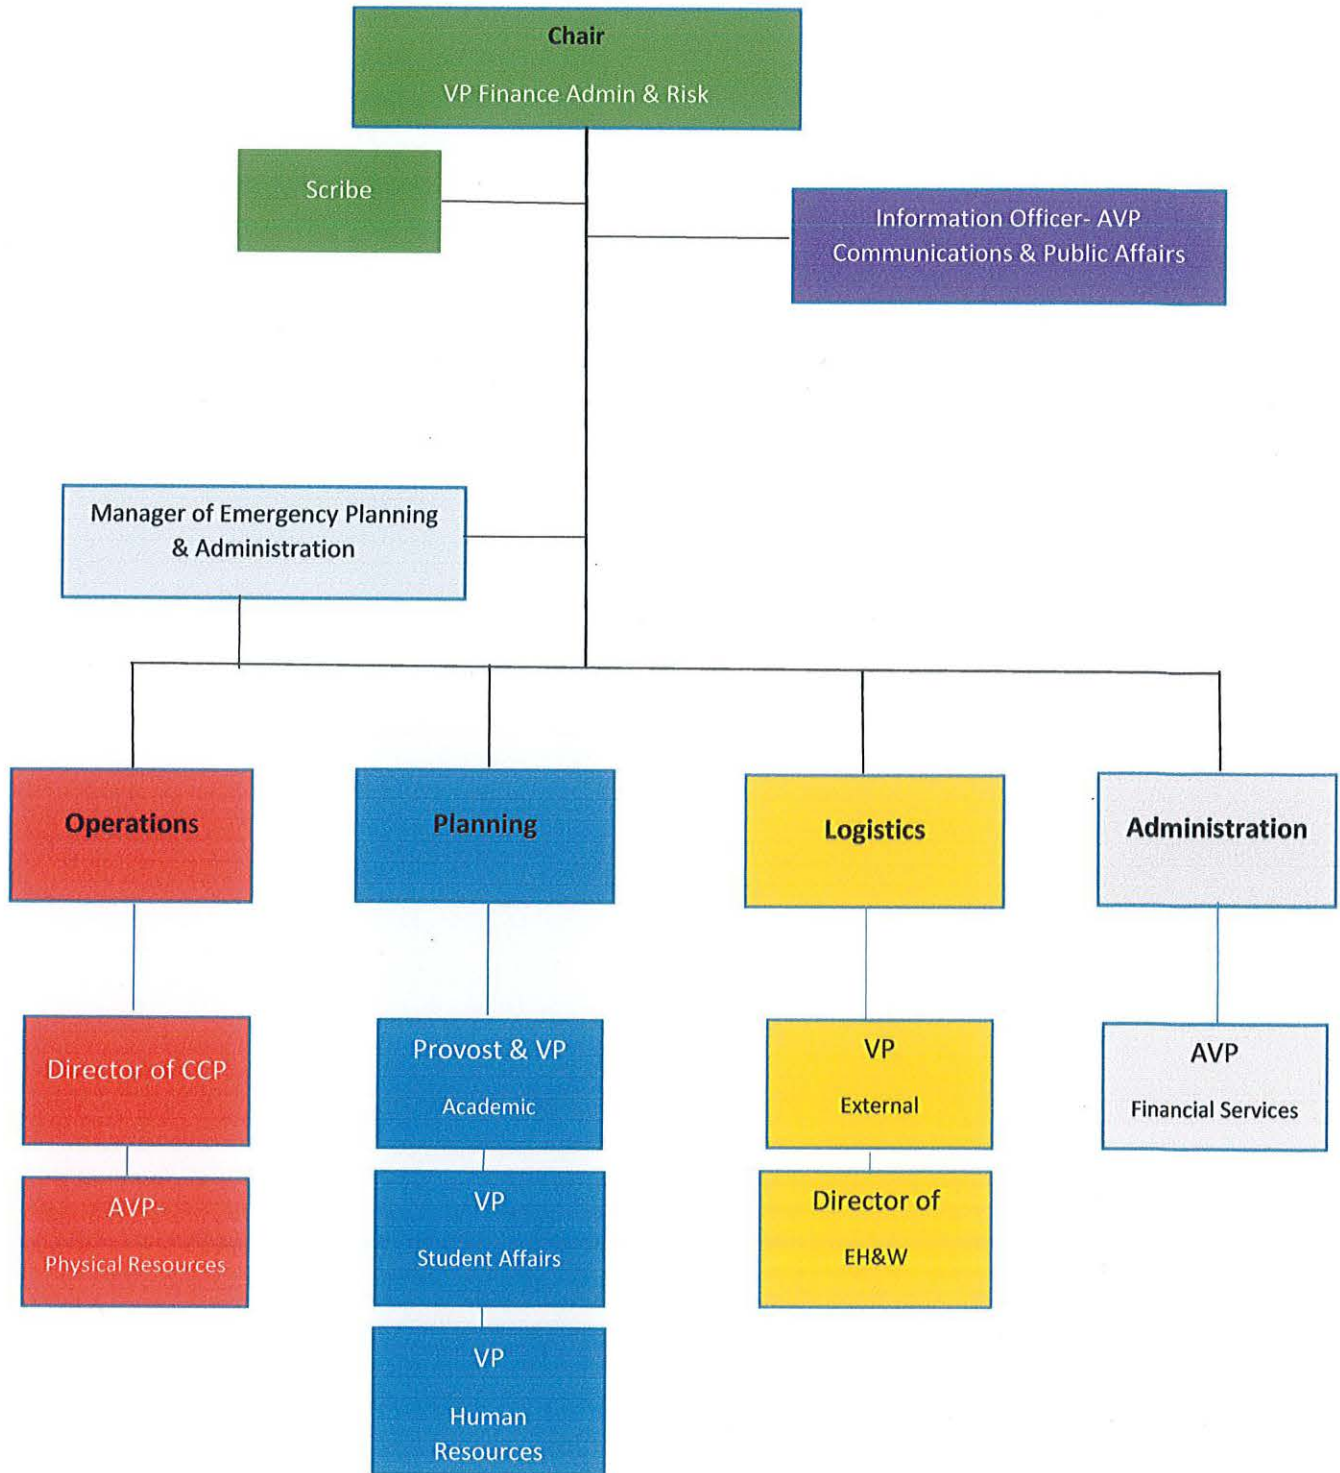 Chair
VP Finance Admin & Risk
Scribe
Information Officer- AVP
Communications & Public Affairs
Manager of Emergency Planning
& Administration
Operations
Planning
Logistics
Administration
Director of CCP
Provost & VP
Academic
VP
External
AVP
Financial Services
AVP-
Physical Resources
VP
Student Affairs
Director of
EH&W
VP
Human
Resources